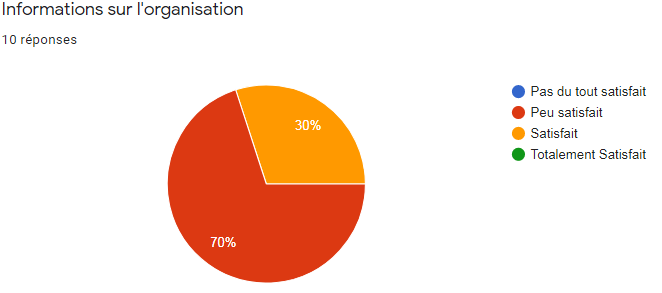 Informations sur l'organisation
10 réponses
Pas du tout satisfait
Peu satisfait
Satisfait
Totalement Satisfait
30%
70%